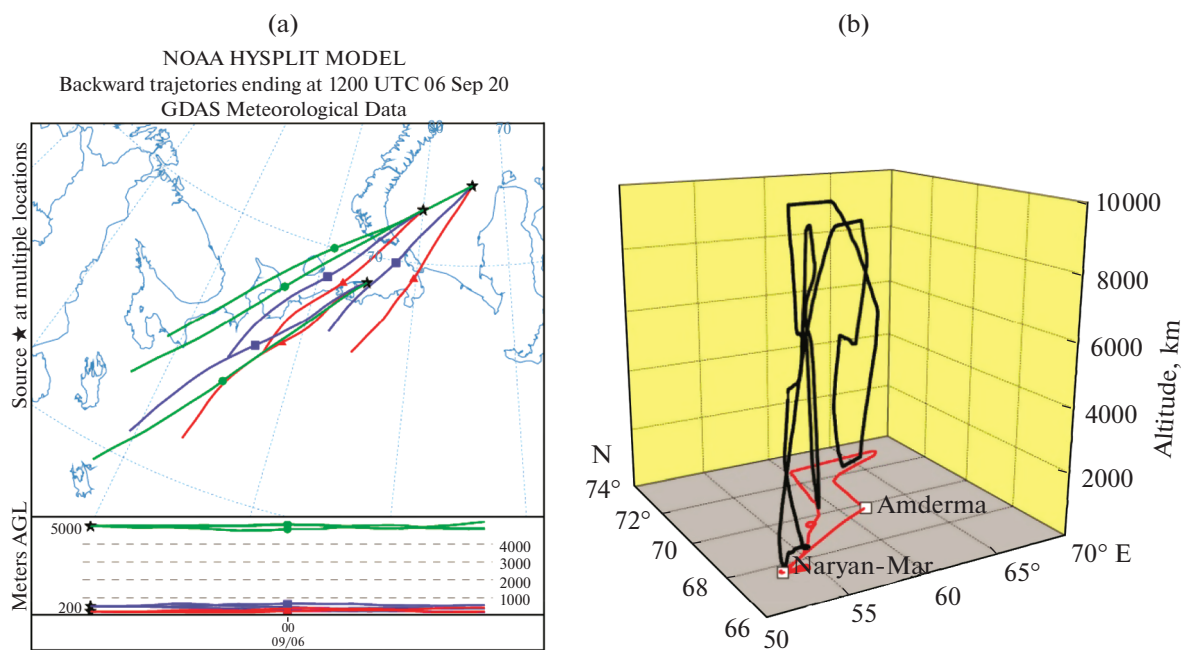 (a)
NOAA HYSPLIT MODEL
Backward trajetories ending at 1200 UTC 06 Sep 20
GDAS Meteorological Data
Source ★ at multiple locations
70
70
Meters AGL
5000
4000
3000
2000
1000
200
00
09/06
(b)
10000
8000
6000
4000
2000
Altitude, km
N
74°
72°
70
68
66
50
55
60
65°
70° E
Amderma
Naryan-Mar